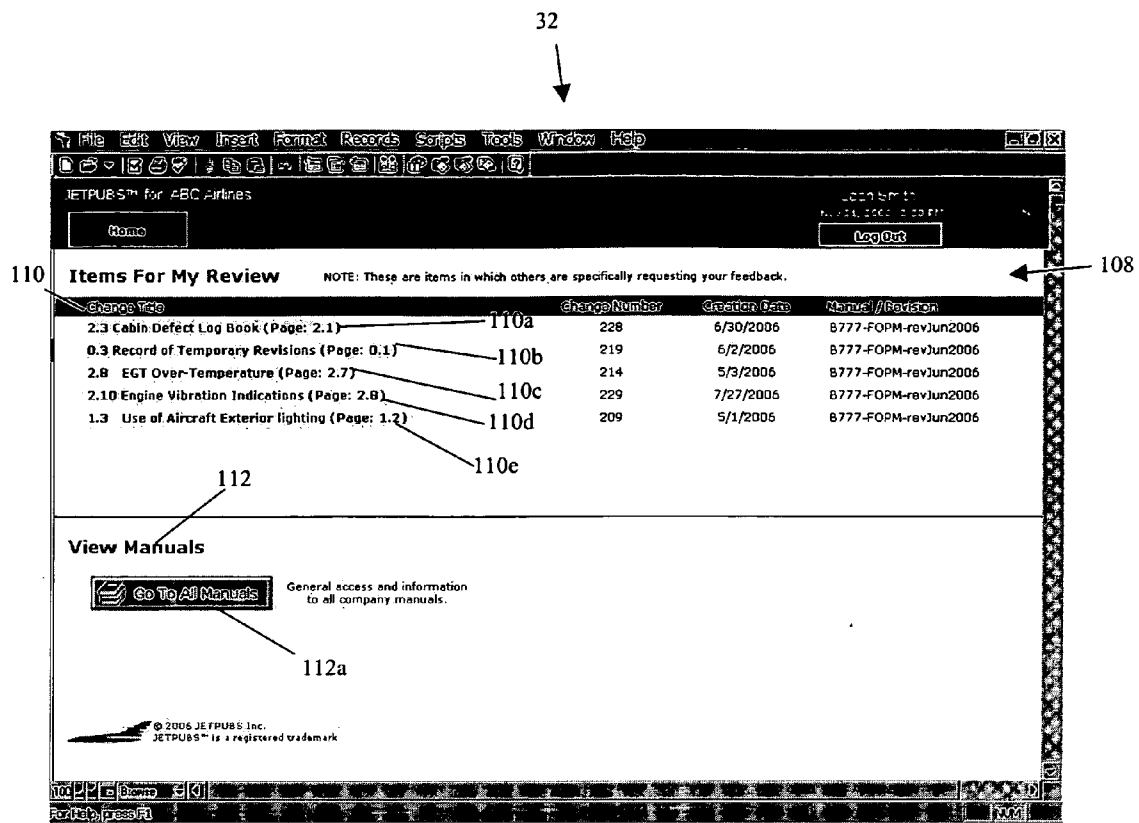 32
File Edit View Insert Format Records Scripts Tools Window Help
JETPUBS™ for ABC Airlines
Home
Log Out
110 Items For My Review NOTE: These are items in which others are specifically requesting your feedback. 108
Change Title Change Number Creation Date Manual / Revision
2.3 Cabin Defect Log Book (Page: 2.1) 110a 228 6/30/2006 B777-FOPM-revJun2006
0.3 Record of Temporary Revisions (Page: 0.1) 110b 219 6/2/2006 B777-FOPM-revJun2006
2.8 EGT Over-Temperature (Page: 2.7) 110c 214 5/3/2006 B777-FOPM-revJun2006
2.10 Engine Vibration Indications (Page: 2.8) 110d 229 7/27/2006 B777-FOPM-revJun2006
1.3 Use of Aircraft Exterior lighting (Page: 1.2) 110e 209 5/1/2006 B777-FOPM-revJun2006
112
View Manuals
Go To All Manuals General access and information
to all company manuals.
112a
© 2006 JETPUBS Inc.
JETPUBS™ is a registered trademark
100 Browse
For Help, press F1 NUM